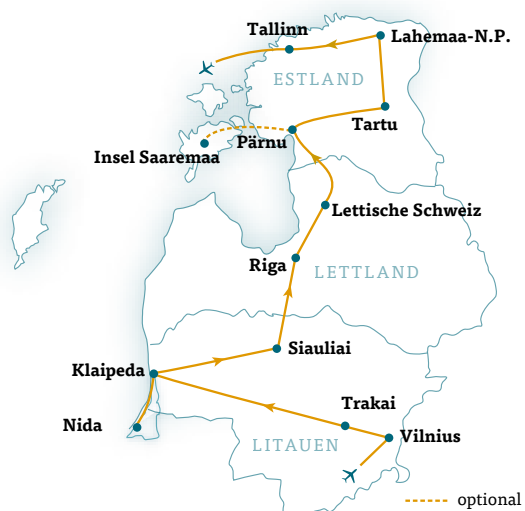 Tallinn
Lahemaa-N.P.
ESTLAND
Tartu
Pärnu
Insel Saaremaa
Lettische Schweiz
Riga
LETTLAND
Siauliai
Klaipeda
Trakai
Nida
LITAUEN
Vilnius
optional